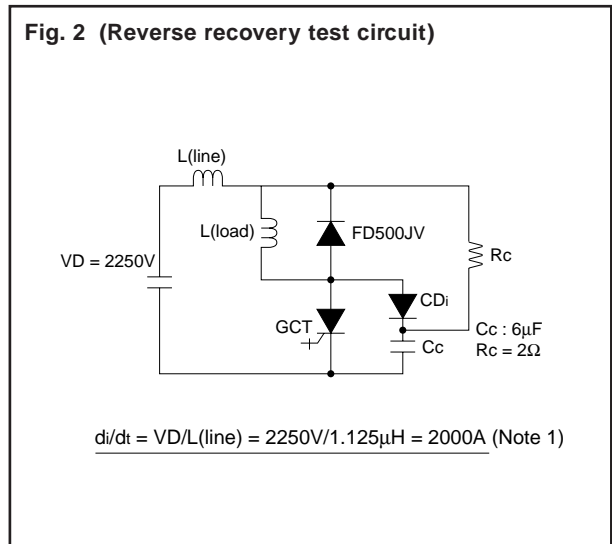 Fig. 2 (Reverse recovery test circuit)
L(line)
L(load)
FD500JV
Rc
VD = 2250V
CDi
GCT
Cc
Cc : 6μF
Rc = 2Ω
di/dt = VD/L(line) = 2250V/1.125μH = 2000A (Note 1)